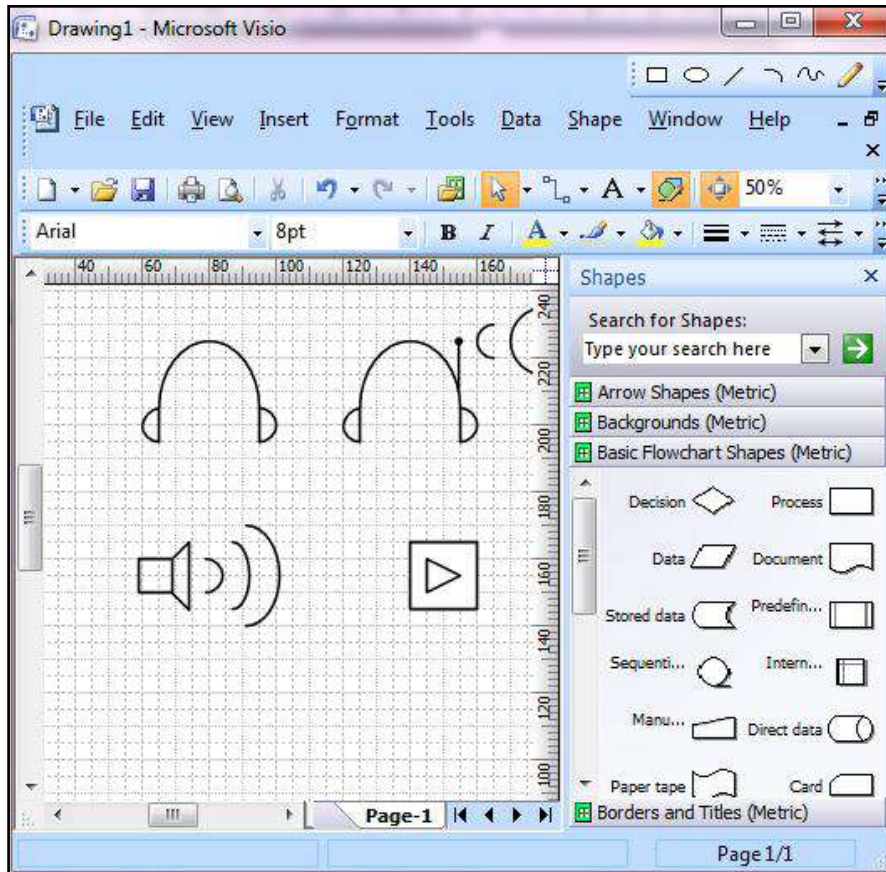 Drawing1 - Microsoft Visio
File Edit View Insert Format Tools Data Shape Window Help
A 50%
Arial 8pt B I A
40 60 80 100 120 140 160
Shapes
Search for Shapes:
Type your search here
Arrow Shapes (Metric)
Backgrounds (Metric)
Basic Flowchart Shapes (Metric)
Decision Process
Data Document
Stored data Predefin...
Sequenti... Intern...
Manu... Direct data
Paper tape Card
Borders and Titles (Metric)
240
220
200
180
160
140
120
100
Page-1
Page 1/1